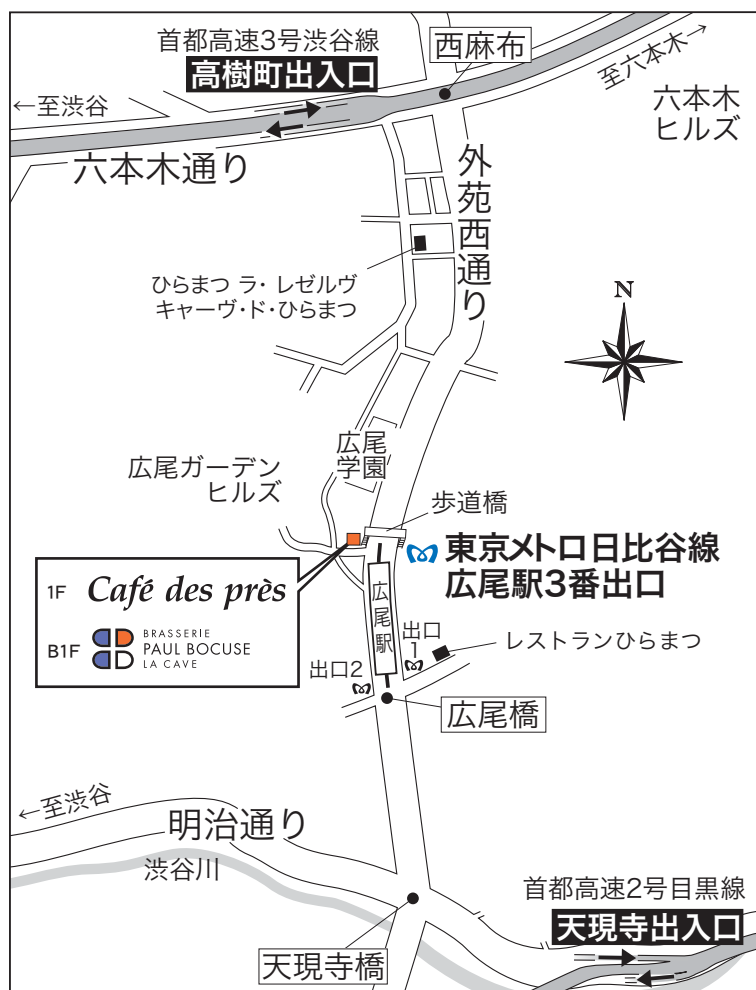 首都高速3号渋谷線
高樹町出入口
西麻布
至六本木→
←至渋谷
六本木
ヒルズ
六本木通り
外苑西通り
ひらまつ ラ・レゼルヴ
キャーヴ・ド・ひらまつ
N
広尾
学園
広尾ガーデン
ヒルズ
歩道橋
東京メトロ日比谷線
広尾駅3番出口
1F Café des près
B1F BRASSERIE
PAUL BOCUSE
LA CAVE
広尾駅
出口
1
レストランひらまつ
出口2
広尾橋
←至渋谷
明治通り
渋谷川
首都高速2号目黒線
天現寺出入口
天現寺橋